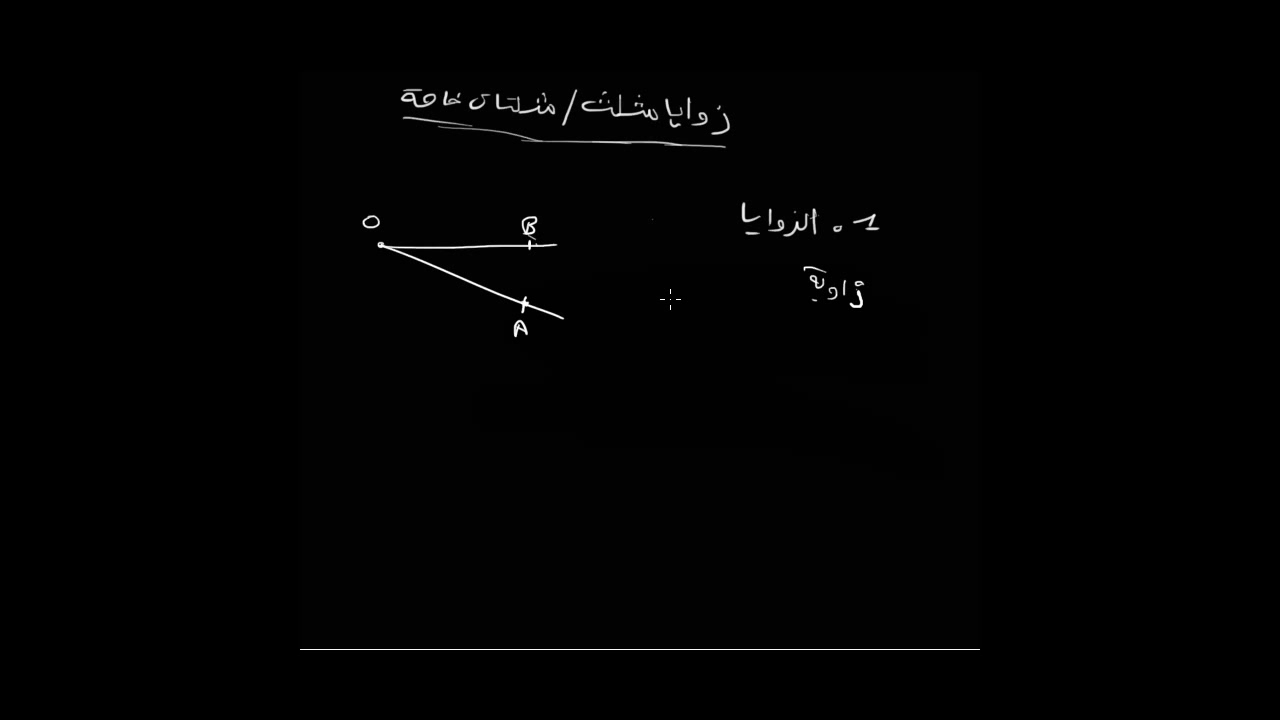 زوايا مثلث / مثلثات خاصة
1. الزوايا
O
B
زاوية
A